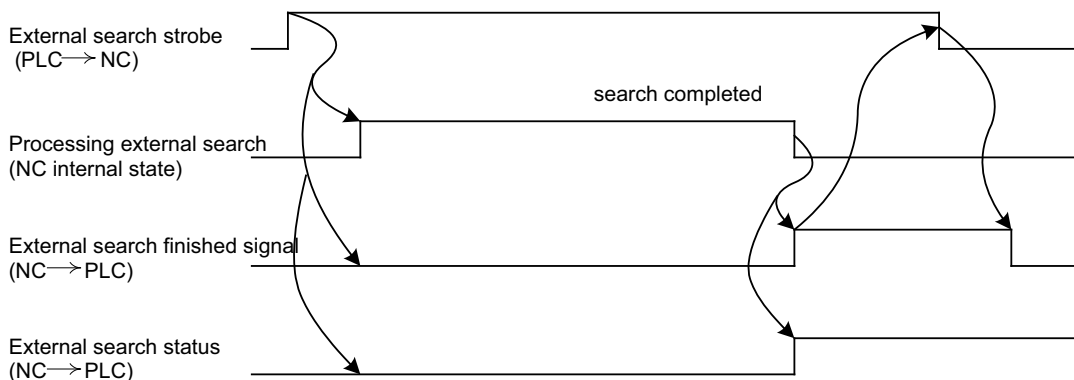 External search strobe
(PLC→NC)
search completed
Processing external search
(NC internal state)
External search finished signal
(NC→PLC)
External search status
(NC→PLC)